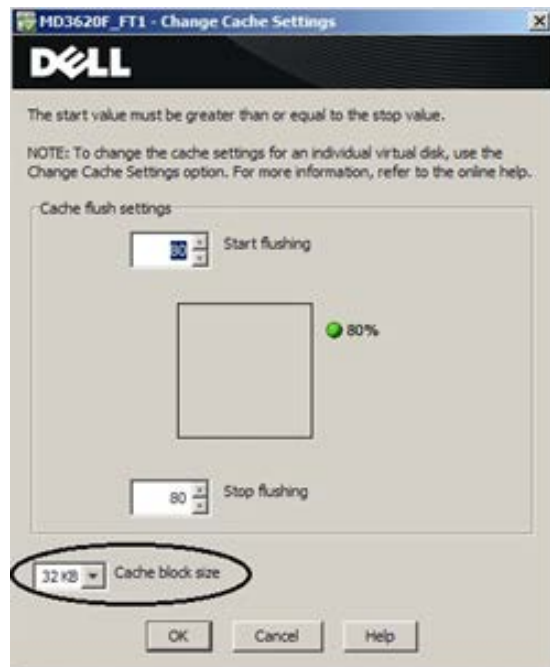 MD3620F_FT1 - Change Cache Settings
DELL
The start value must be greater than or equal to the stop value.
NOTE: To change the cache settings for an individual virtual disk, use the
Change Cache Settings option. For more information, refer to the online help.
Cache flush settings
80 Start flushing
80%
80 Stop flushing
32 KB Cache block size
OK Cancel Help